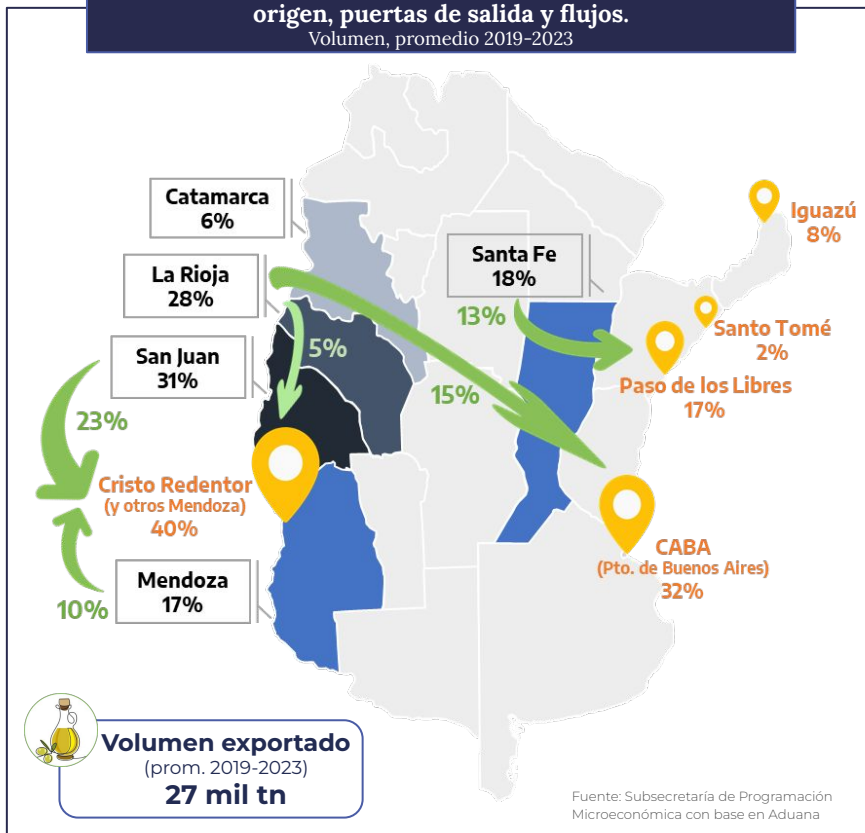 origen, puertas de salida y flujos.
Volumen, promedio 2019-2023
Catamarca
6%
La Rioja
28%
San Juan
31%
Santa Fe
18%
Iguazú
8%
Santo Tomé
2%
Paso de los Libres
17%
13%
5%
15%
23%
Cristo Redentor
(y otros Mendoza)
40%
CABA
(Pto. de Buenos Aires)
32%
Mendoza
17%
10%
Volumen exportado
(prom. 2019-2023)
27 mil tn
Fuente: Subsecretaría de Programación
Microeconómica con base en Aduana